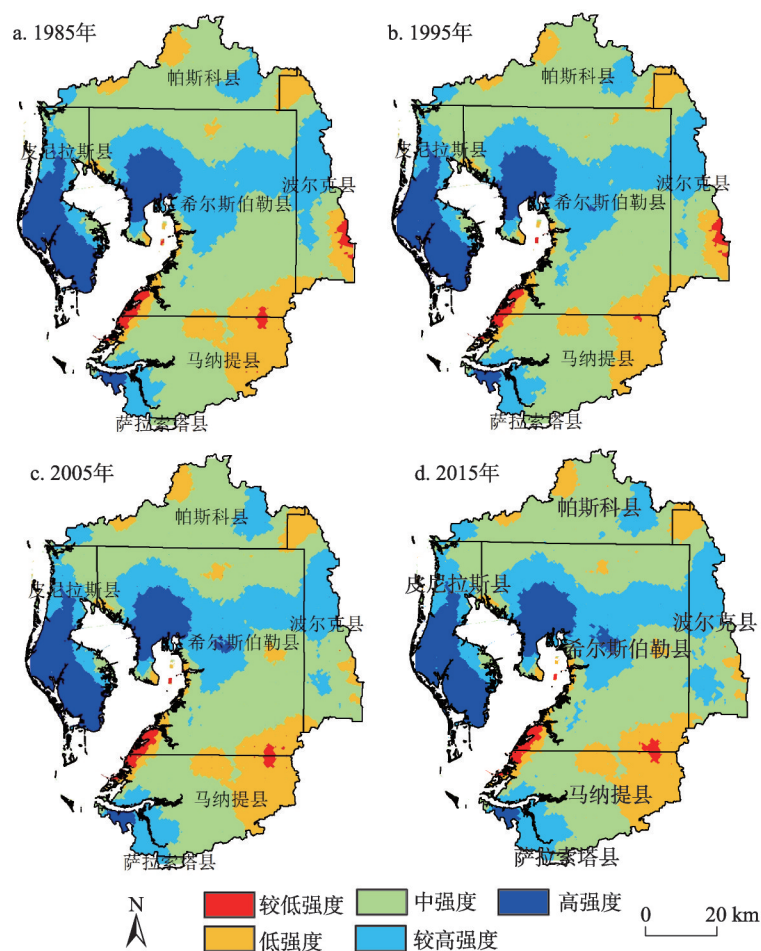 a. 1985年
帕斯科县
皮尼拉斯县
希尔斯伯勒县
波尔克县
马纳提县
萨拉索塔县
b. 1995年
帕斯科县
皮尼拉斯县
希尔斯伯勒县
波尔克县
马纳提县
萨拉索塔县
c. 2005年
帕斯科县
皮尼拉斯县
希尔斯伯勒县
波尔克县
马纳提县
萨拉索塔县
d. 2015年
帕斯科县
皮尼拉斯县
希尔斯伯勒县
波尔克县
马纳提县
萨拉索塔县
N
较低强度
中强度
高强度
低强度
较高强度
0 20 km